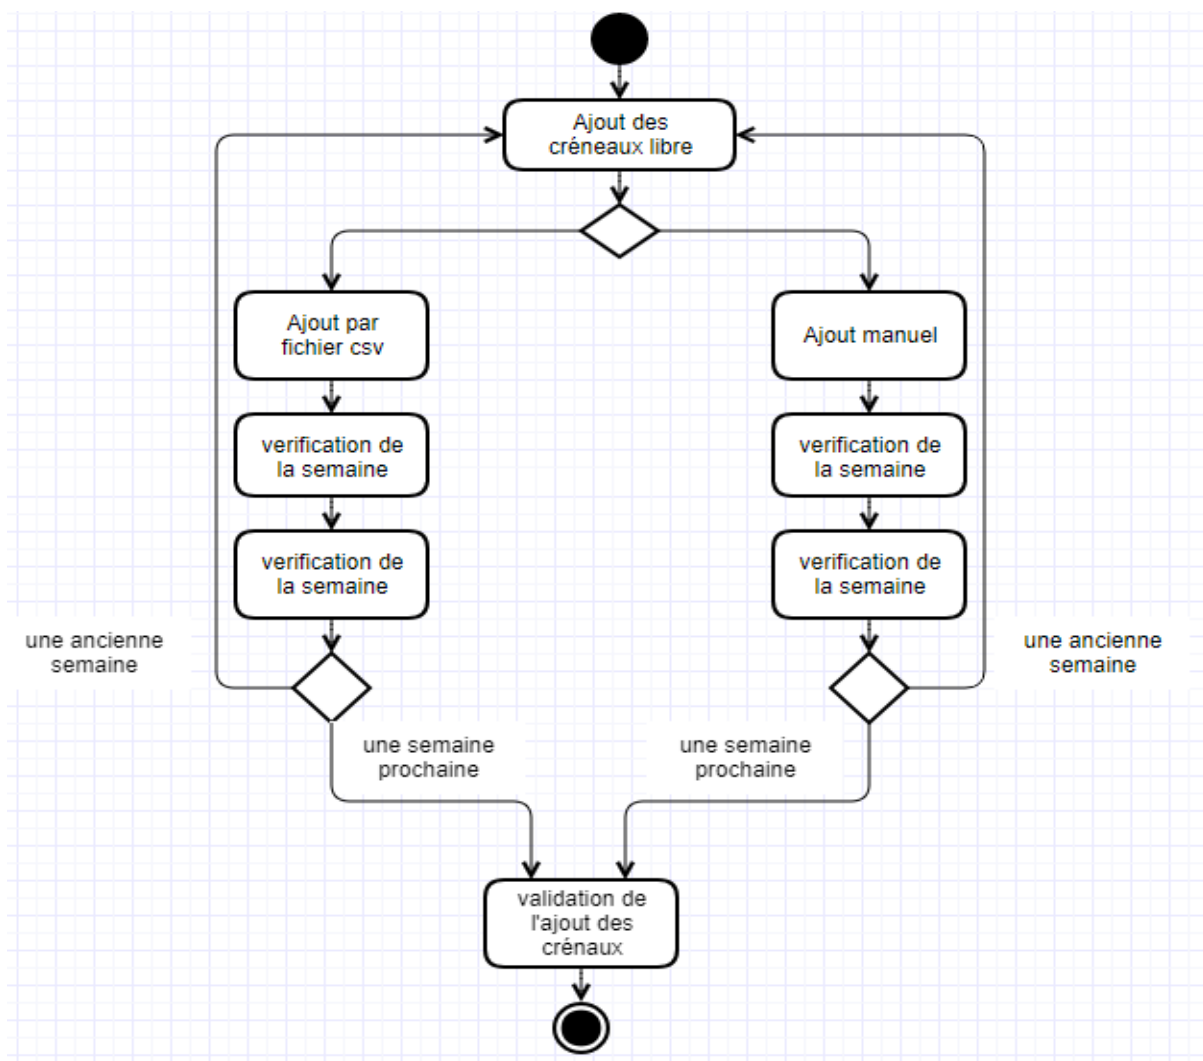 Ajout des
créneaux libre
Ajout par
fichier csv
Ajout manuel
verification de
la semaine
verification de
la semaine
verification de
la semaine
verification de
la semaine
une ancienne
semaine
une ancienne
semaine
une semaine
prochaine
une semaine
prochaine
validation de
l'ajout des
crénaux